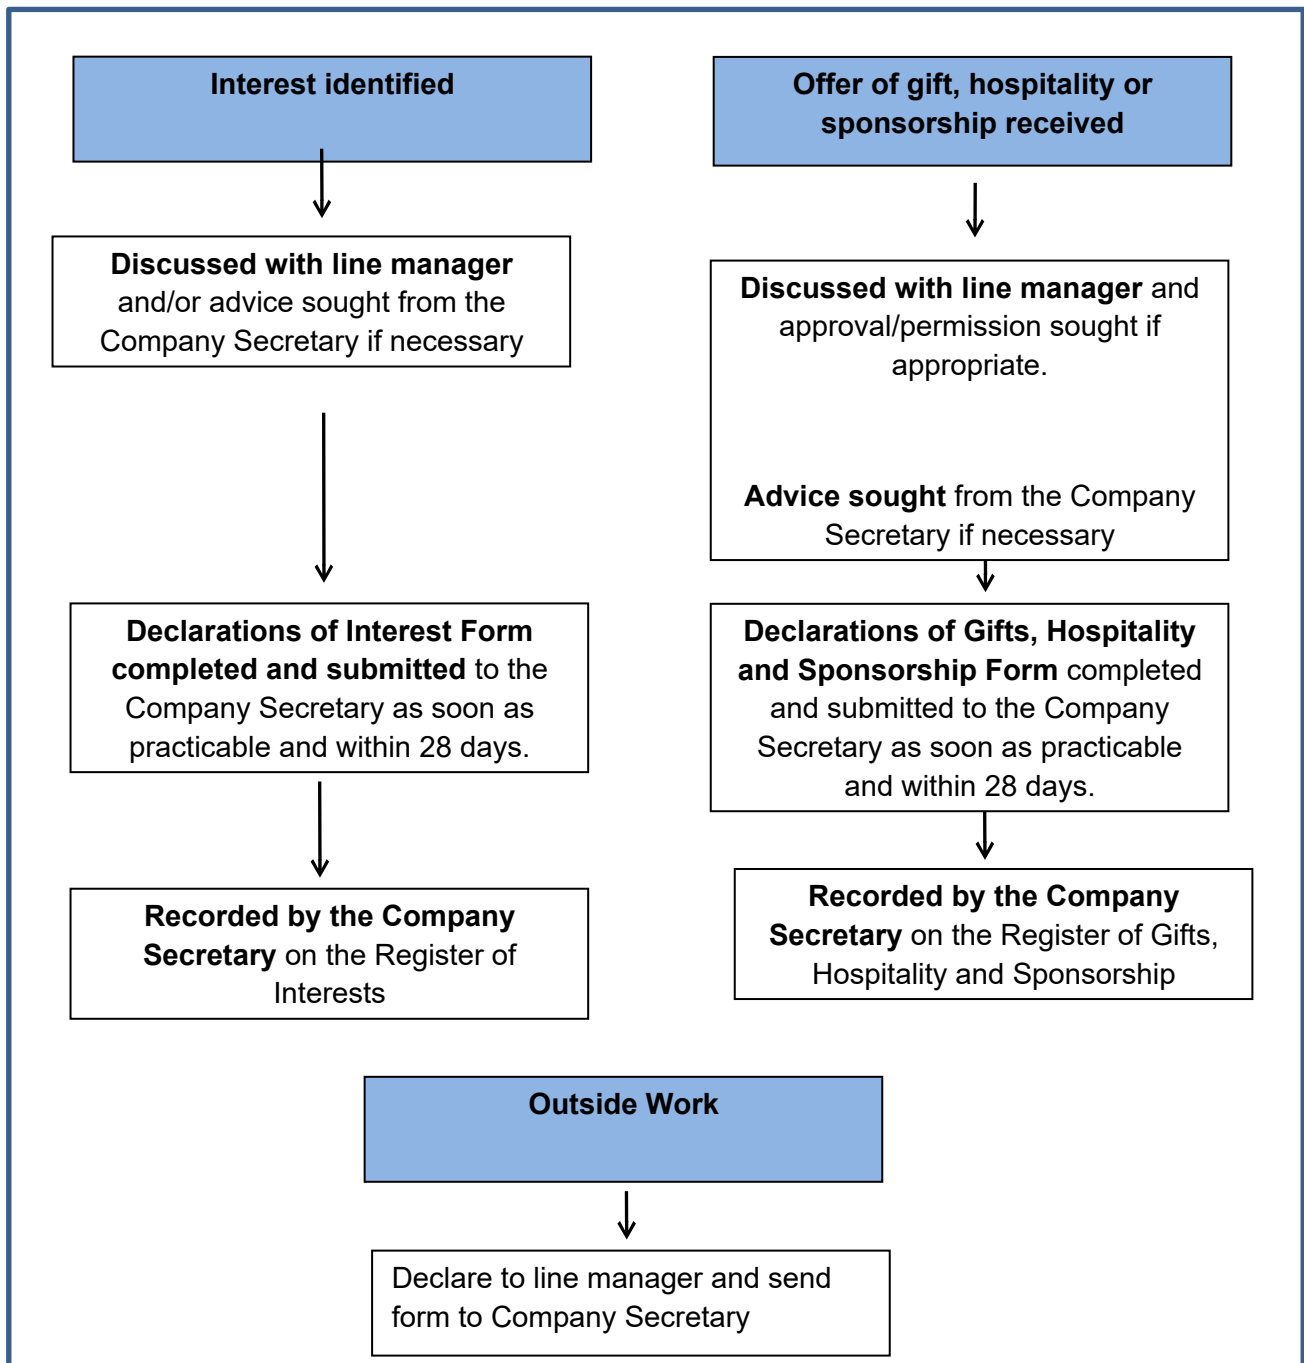 Interest identified
Discussed with line manager
and/or advice sought from the
Company Secretary if necessary
Declarations of Interest Form
completed and submitted to the
Company Secretary as soon as
practicable and within 28 days.
Recorded by the Company
Secretary on the Register of
Interests
Offer of gift, hospitality or
sponsorship received
Discussed with line manager and
approval/permission sought if
appropriate.
Advice sought from the Company
Secretary if necessary
Declarations of Gifts, Hospitality
and Sponsorship Form completed
and submitted to the Company
Secretary as soon as practicable
and within 28 days.
Recorded by the Company
Secretary on the Register of Gifts,
Hospitality and Sponsorship
Outside Work
Declare to line manager and send
form to Company Secretary